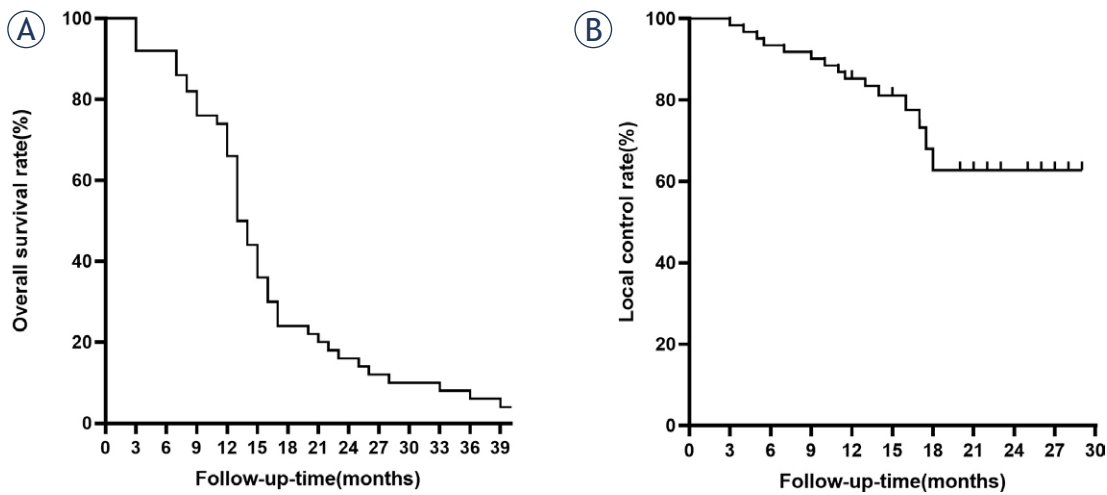 A
Overall survival rate(%)
100
80
60
40
20
0
0 3 6 9 12 15 18 21 24 27 30 33 36 39
Follow-up-time(months)
B
Local control rate(%)
100
80
60
40
20
0
0 3 6 9 12 15 18 21 24 27 30
Follow-up-time(months)